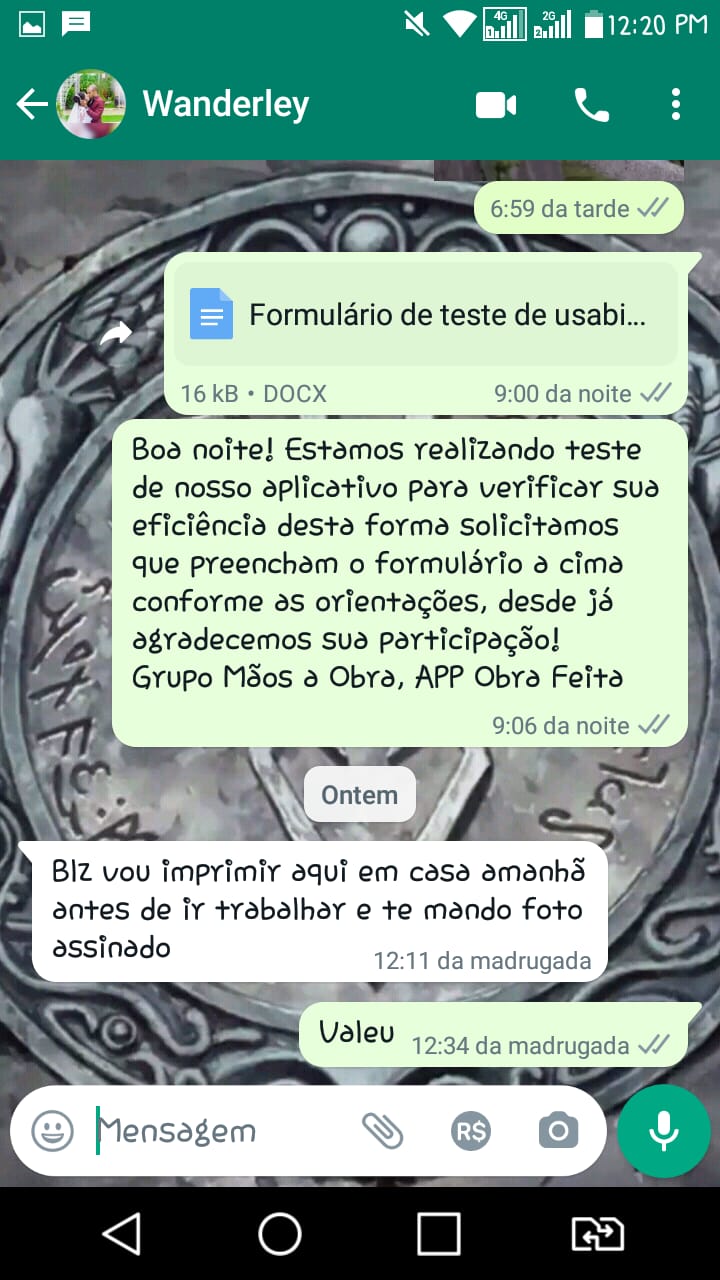 4G
2G
1
2
12:20 PM
Wanderley
6:59 da tarde
Formulário de teste de usabi...
16 kB • DOCX
9:00 da noite
Boa noite! Estamos realizando teste
de nosso aplicativo para verificar sua
eficiência desta forma solicitamos
que preencham o formulário a cima
conforme as orientações, desde já
agradecemos sua participação!
Grupo Mãos a Obra, APP Obra Feita
9:06 da noite
Ontem
Blz vou imprimir aqui em casa amanhã
antes de ir trabalhar e te mando foto
assinado
12:11 da madrugada
Valeu
12:34 da madrugada
Mensagem
R$